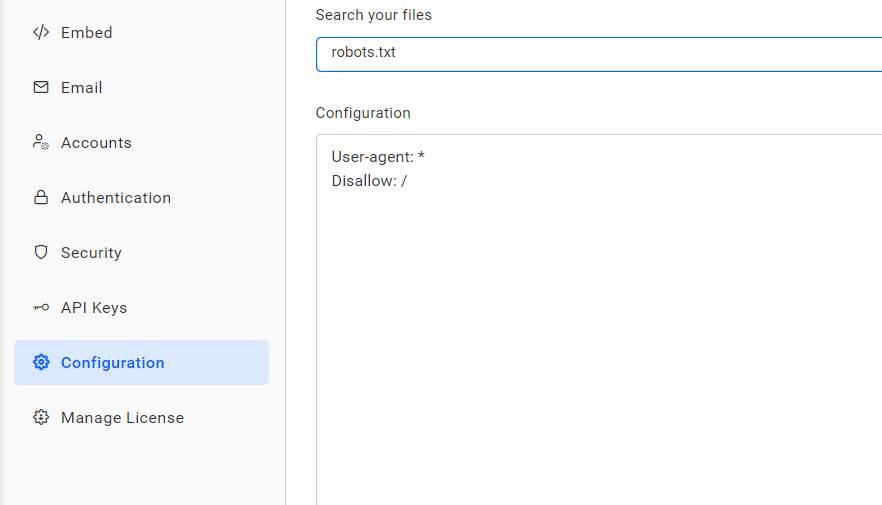 Embed
Email
Accounts
Authentication
Security
API Keys
Configuration
Manage License
Search your files
robots.txt
Configuration
User-agent: *
Disallow: /